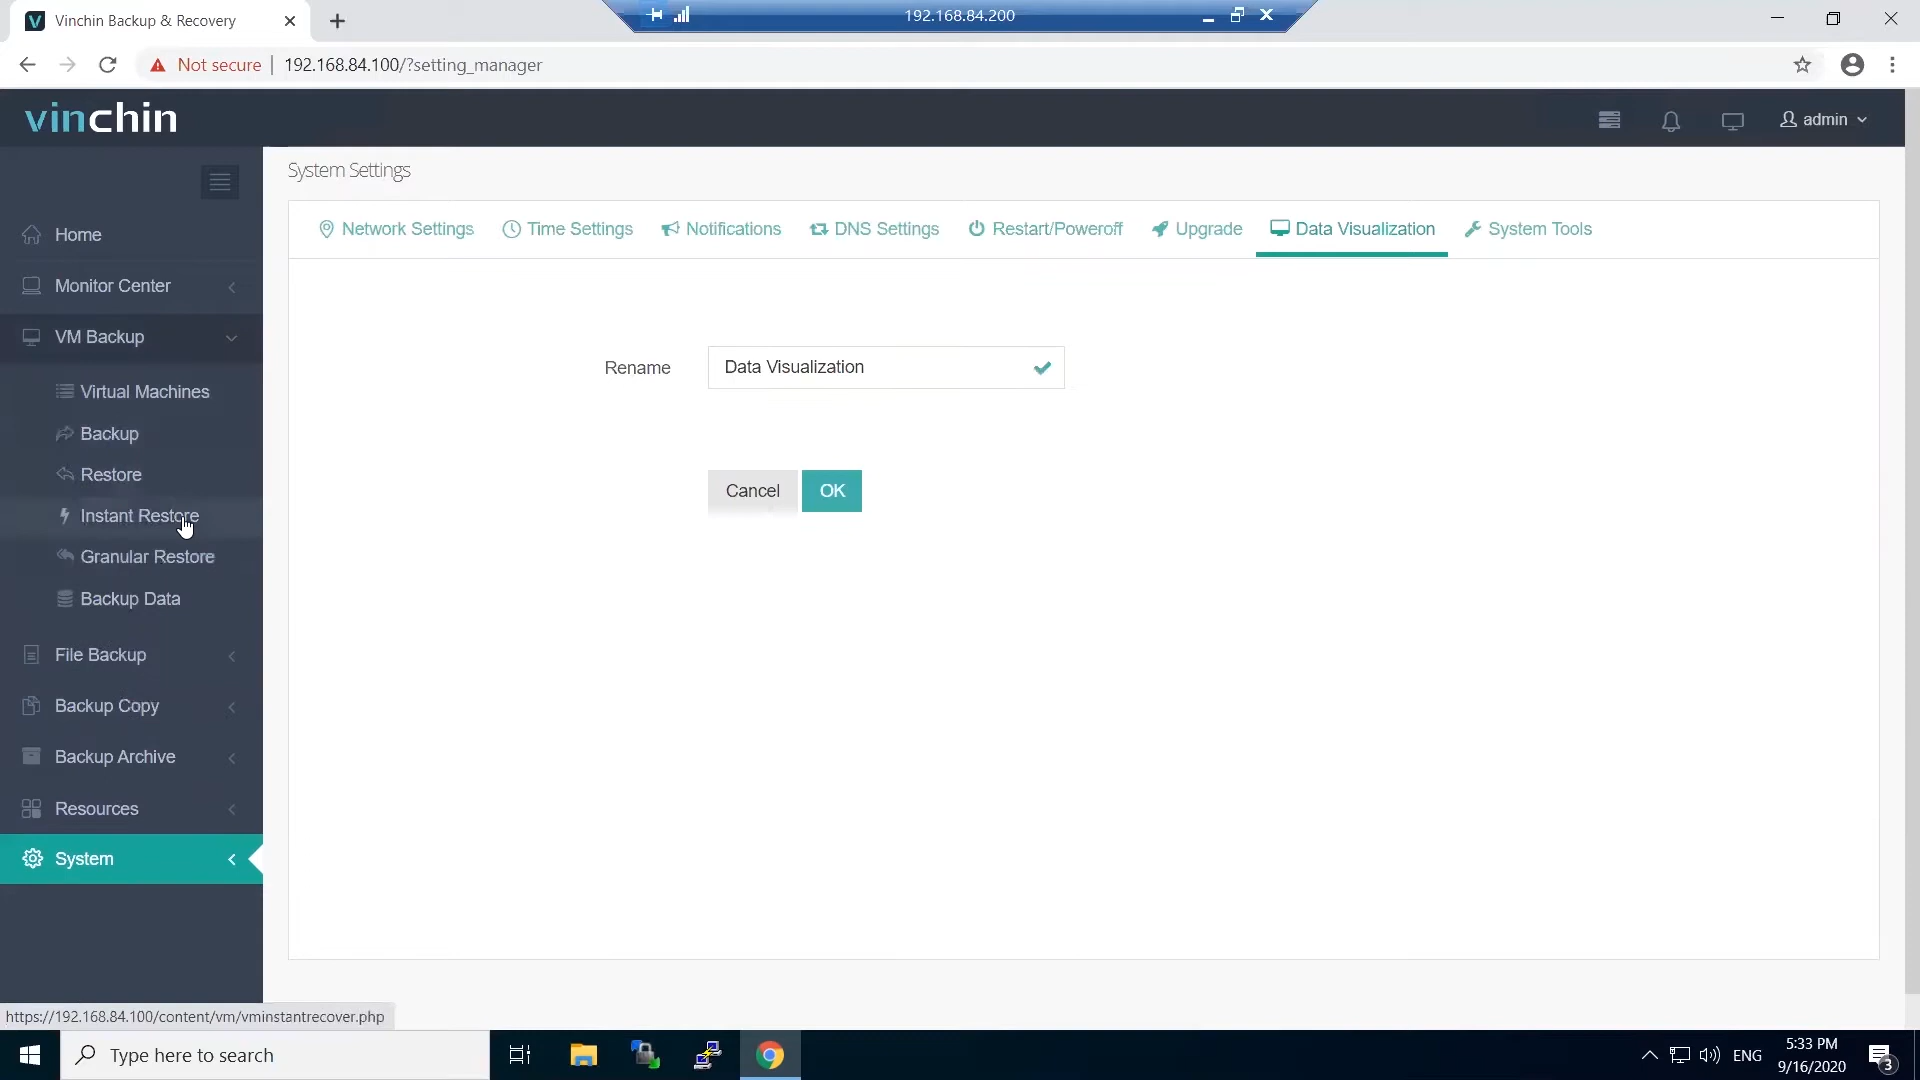 Vinchin Backup & Recovery
192.168.84.200
Not secure
192.168.84.100/?setting_manager
vinchin
admin
System Settings
Network Settings
Time Settings
Notifications
DNS Settings
Restart/Poweroff
Upgrade
Data Visualization
System Tools
Home
Monitor Center
VM Backup
Virtual Machines
Backup
Restore
Instant Restore
Granular Restore
Backup Data
File Backup
Backup Copy
Backup Archive
Resources
System
Rename
Data Visualization
Cancel
OK
https://192.168.84.100/content/vm/vminstantrecover.php
Type here to search
ENG
5:33 PM
9/16/2020
3